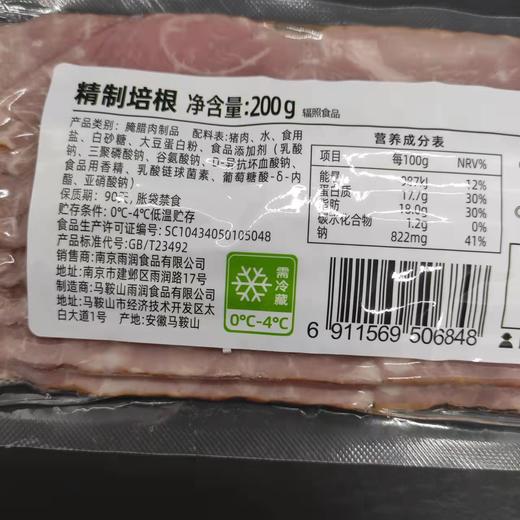 精制培根 净含量:200g 辐照食品
产品类别: 腌腊肉制品 配料表:猪肉、水、食用
盐、白砂糖、大豆蛋白粉、食品添加剂（乳酸
钠、三聚磷酸钠、谷氨酸钠、D-异抗坏血酸钠、
食品用香精、乳酸链球菌素、葡萄糖酸-δ-内
酯、亚硝酸钠）
保质期: 90天, 胀袋禁食
贮存条件: 0℃-4℃低温贮存
食品生产许可证编号: SC10434050105048
产品标准代号: GB/T23492
销售商: 南京雨润食品有限公司
地址: 南京市建邺区雨润路17号
制造商: 马鞍山雨润食品有限公司
地址: 马鞍山市经济技术开发区太
白大道1号 产地: 安徽马鞍山
需冷藏
0℃-4℃
营养成分表
项目 每100g NRV%
能量 987kJ 12%
蛋白质 17.7g 30%
脂肪 18.0g 30%
碳水化合物 1.2g 0%
钠 822mg 41%
6 911569 506848